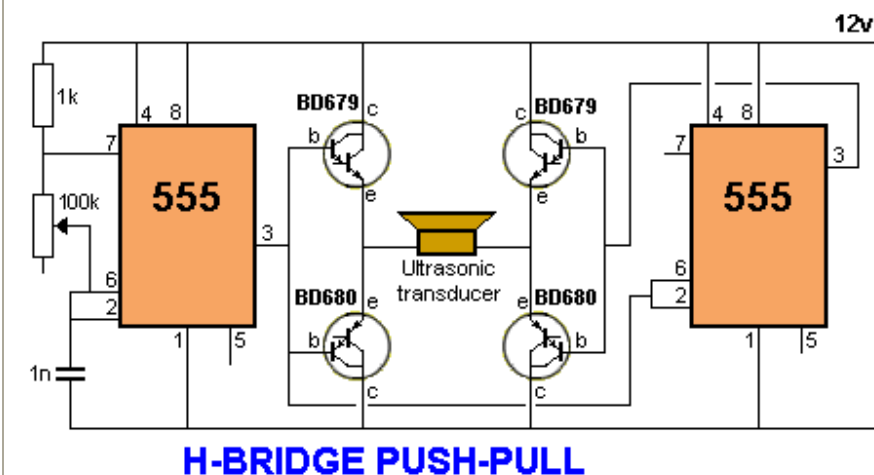 12v
1k
4 8
BD679
c
c
BD679
4 8
7
b
b
7
3
555
555
100k
e
e
3
Ultrasonic
transducer
6
2
BD680
e
e
BD680
6
2
1
5
b
b
1
5
1n
c
c
H-BRIDGE PUSH-PULL